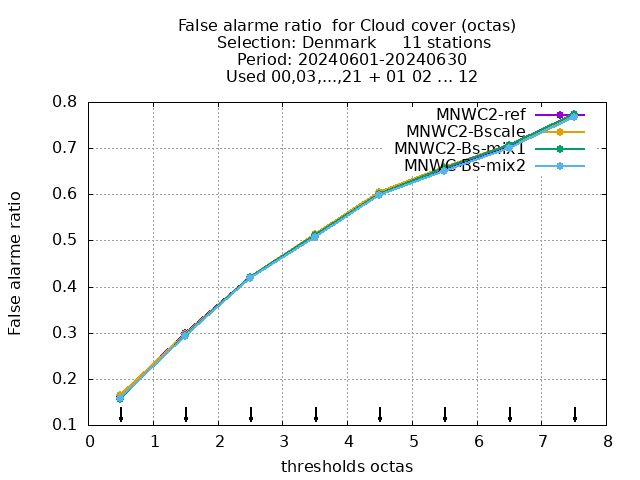 False alarme ratio  for Cloud cover (octas)
Selection: Denmark     11 stations
Period: 20240601-20240630
Used 00,03,...,21 + 01 02 ... 12
MNWC2-ref
MNWC2-Bscale
MNWC2-Bs-mix1
MNWC-Bs-mix2
False alarme ratio
0.8
0.7
0.6
0.5
0.4
0.3
0.2
0.1
0 1 2 3 4 5 6 7 8
thresholds octas